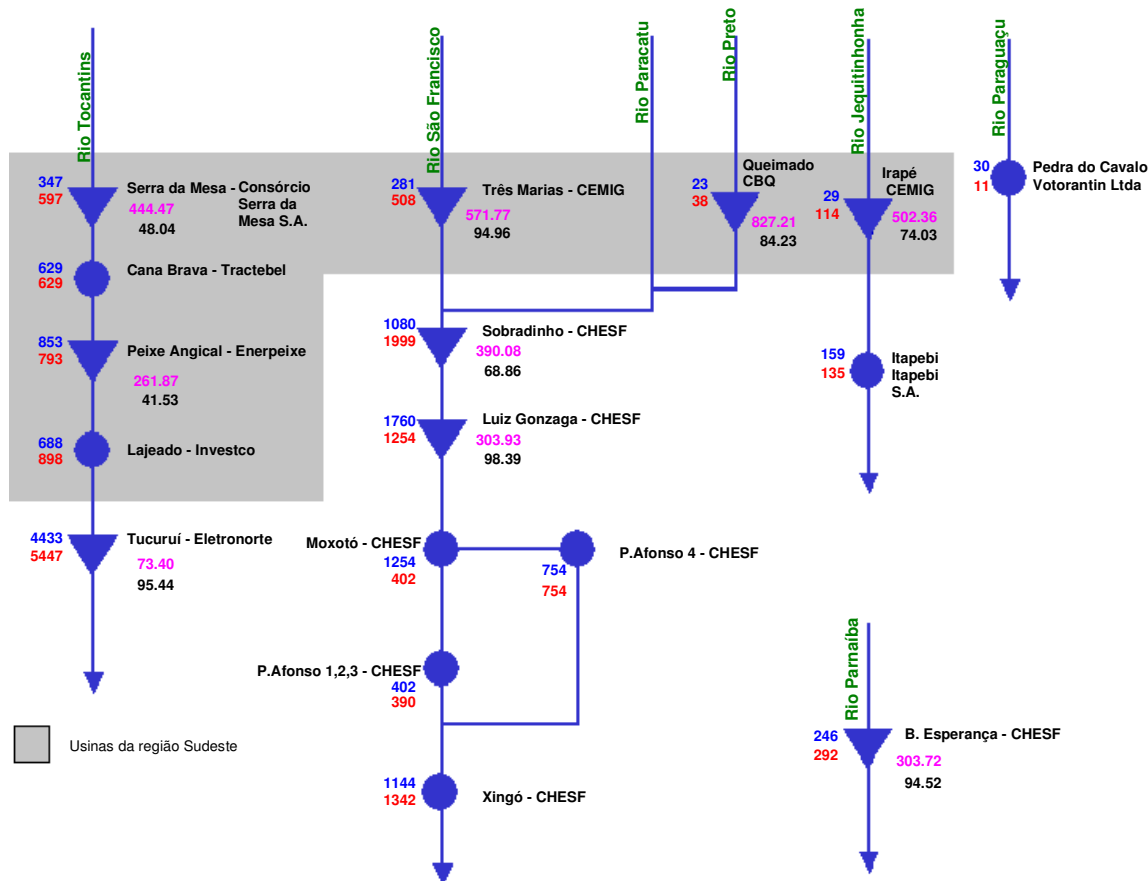 Rio Tocantins
Rio São Francisco
Rio Paracatu
Rio Preto
Rio Jequitinhonha
Rio Paraguaçu
347
597
Serra da Mesa - Consórcio
Serra da
Mesa S.A.
444.47
48.04
629
629
Cana Brava - Tractebel
853
793
Peixe Angical - Enerpeixe
261.87
41.53
688
898
Lajeado - Investco
4433
5447
Tucuruí - Eletronorte
73.40
95.44
281
508
Três Marias - CEMIG
571.77
94.96
Queimado
CBQ
23
38
827.21
84.23
Irapé
CEMIG
29
114
502.36
74.03
30
11
Pedra do Cavalo
Votorantin Ltda
1080
1999
Sobradinho - CHESF
390.08
68.86
159
135
Itapebi
Itapebi
S.A.
1760
1254
Luiz Gonzaga - CHESF
303.93
98.39
Moxotó - CHESF
1254
402
P.Afonso 4 - CHESF
754
754
P.Afonso 1,2,3 - CHESF
402
390
1144
1342
Xingó - CHESF
Rio Parnaíba
246
292
B. Esperança - CHESF
303.72
94.52
Usinas da região Sudeste